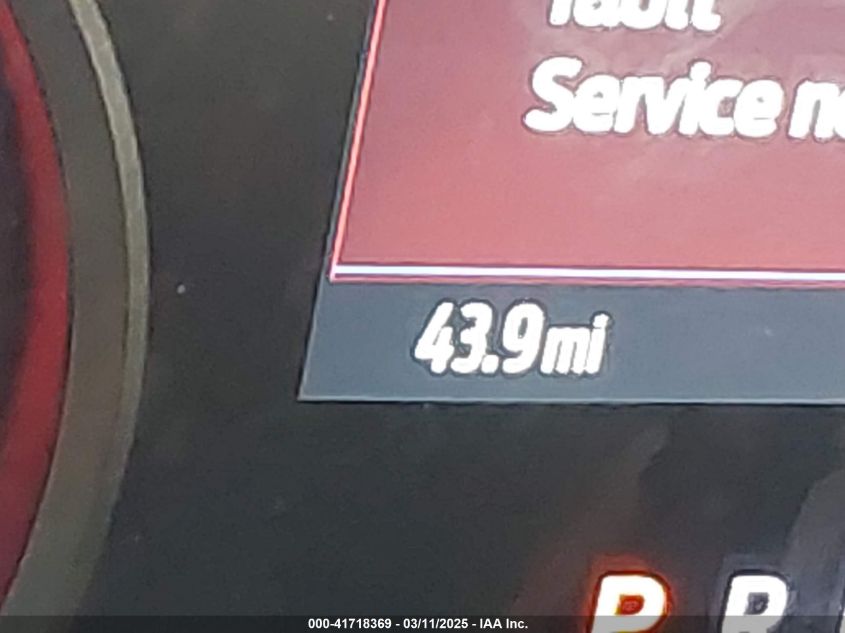 Service
43.9mi
P R
000-41718369 - 03/11/2025 - IAA Inc.